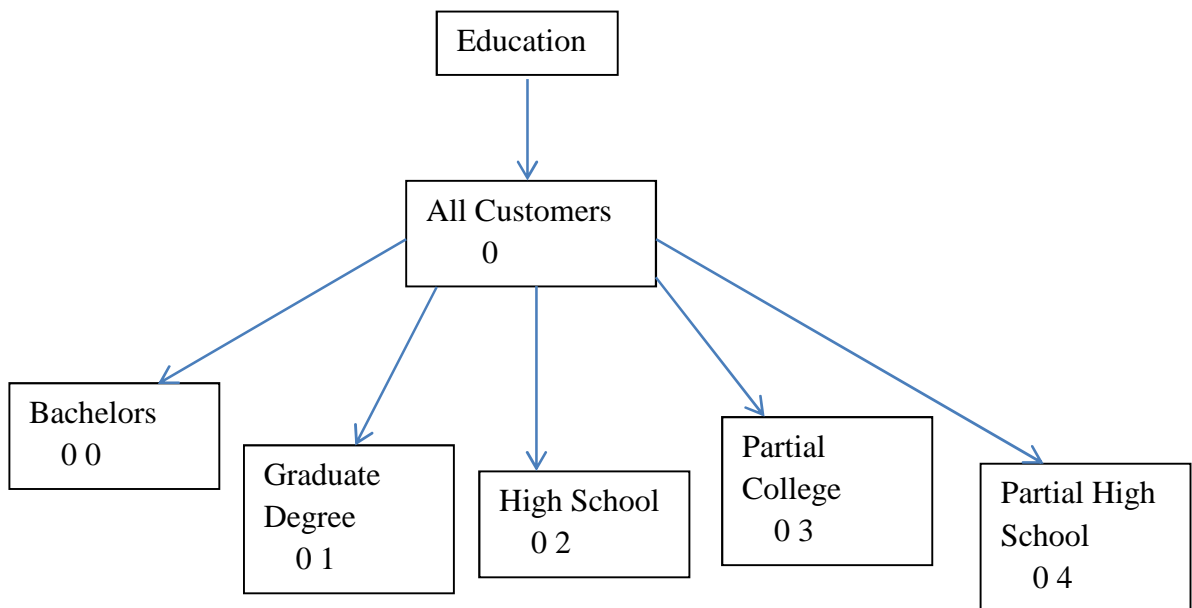 Education
All Customers
0
Bachelors
0 0
Graduate
Degree
0 1
High School
0 2
Partial
College
0 3
Partial High
School
0 4